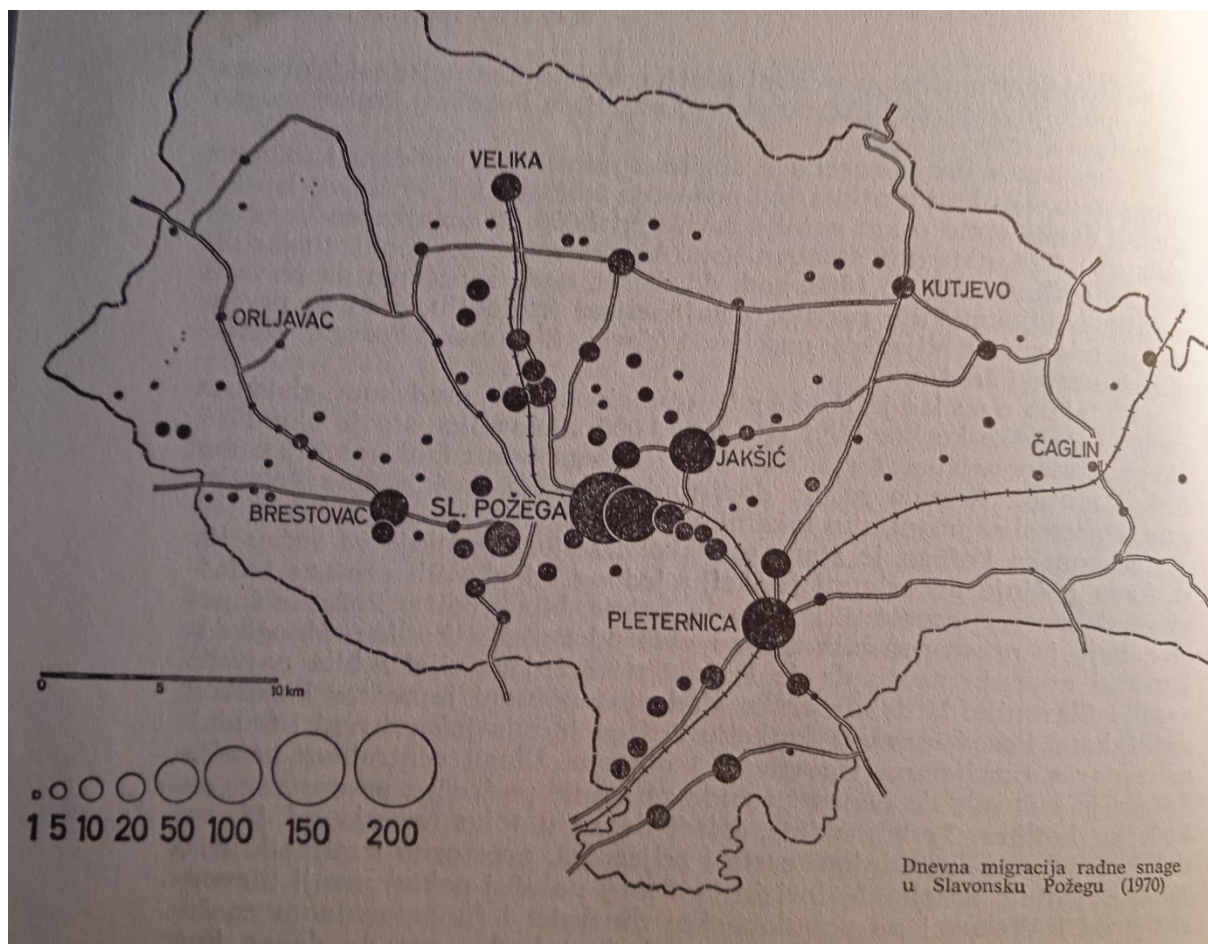 VELIKA
KUTJEVO
ORLJAVAC
ČAGLIN
JAKŠIĆ
BRESTOVAC
SL. POŽEGA
PLETERNICA
0 5 10 km
1 5 10 20 50 100 150 200
Dnevna migracija radne snage
u Slavonsku Požegu (1970)